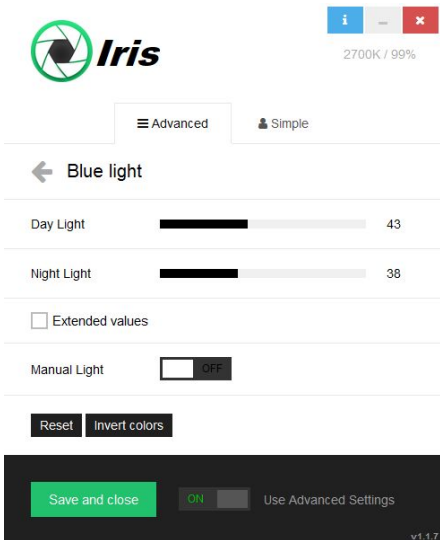 i
Iris
2700K / 99%
Advanced
Simple
Blue light
Day Light 43
Night Light 38
Extended values
Manual Light OFF
Reset Invert colors
Save and close ON Use Advanced Settings
v1.1.7